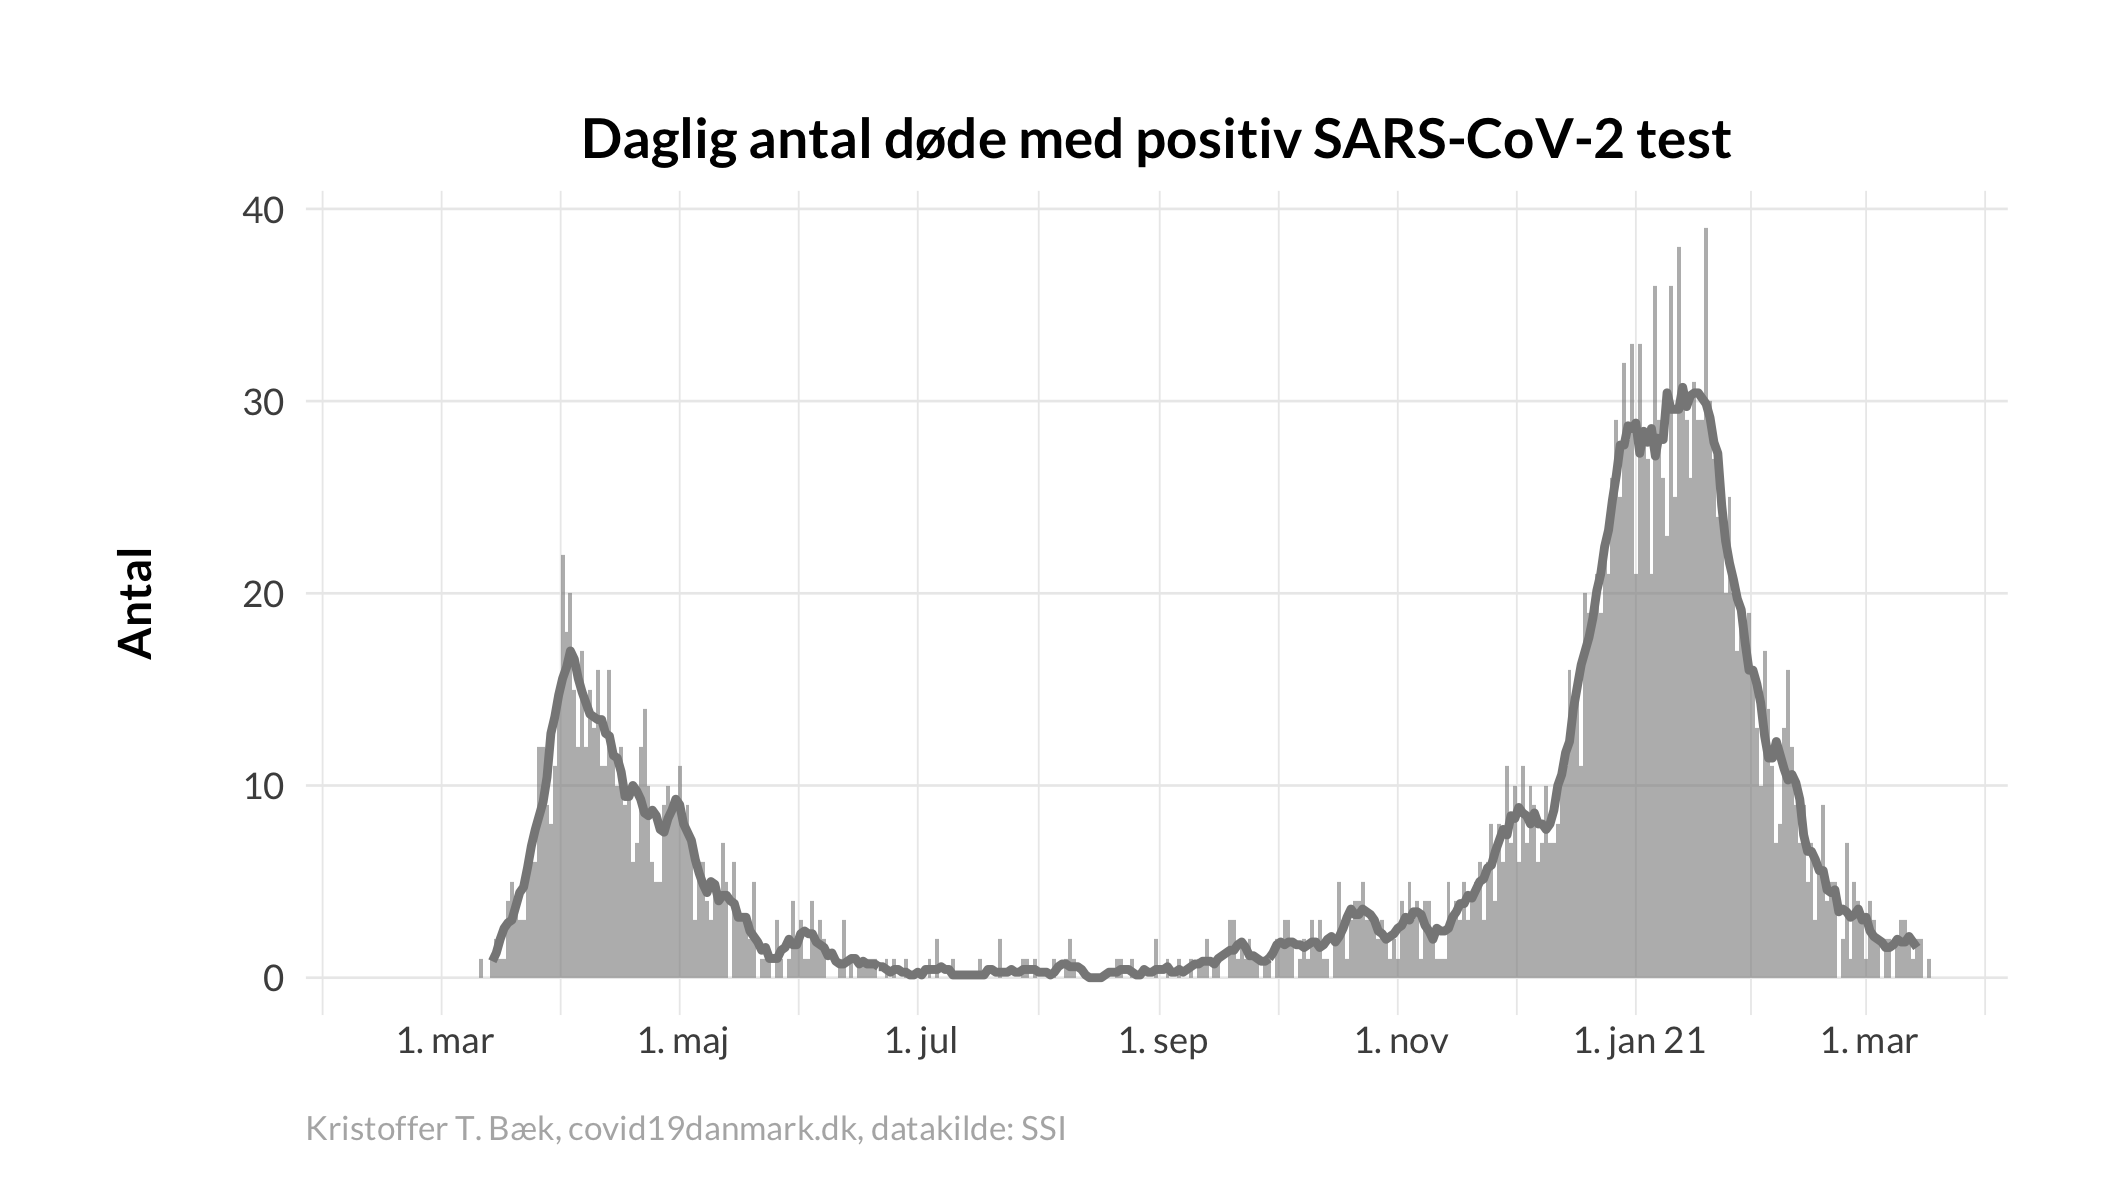 Daglig antal døde med positiv SARS-CoV-2 test
Antal
40
30
20
10
0
1. mar 1. maj 1. jul 1. sep 1. nov 1. jan 21 1. mar
Kristoffer T. Bæk, covid19danmark.dk, datakilde: SSI